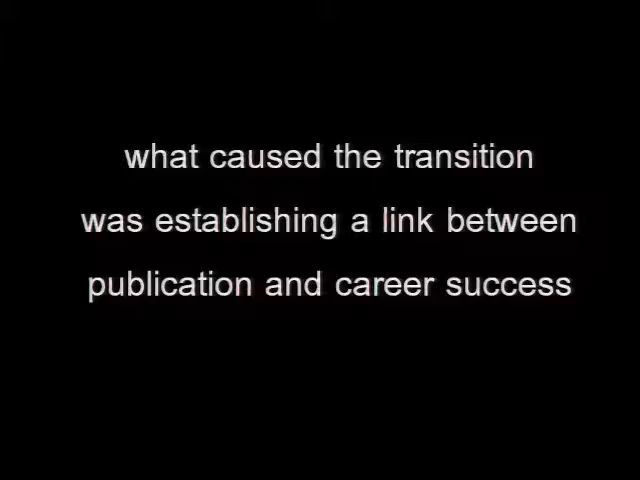 what caused the transition
was establishing a link between
publication and career success